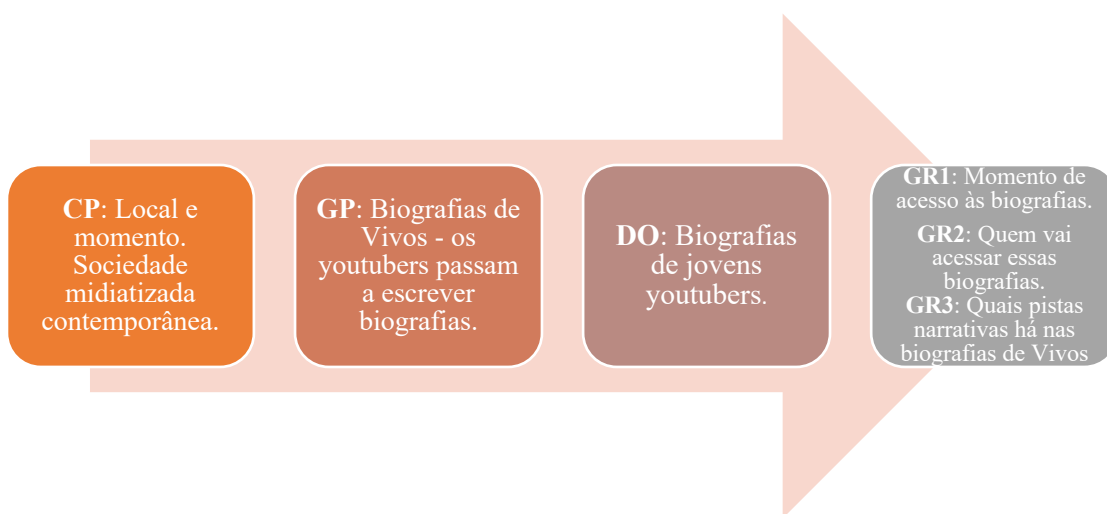 CP: Local e
momento.
Sociedade
midiatizada
contemporânea.
GP: Biografias de
Vivos - os
youtubers passam
a escrever
biografias.
DO: Biografias
de jovens
youtubers.
GR1: Momento de
acesso às biografias.
GR2: Quem vai
acessar essas
biografias.
GR3: Quais pistas
narrativas há nas
biografias de Vivos